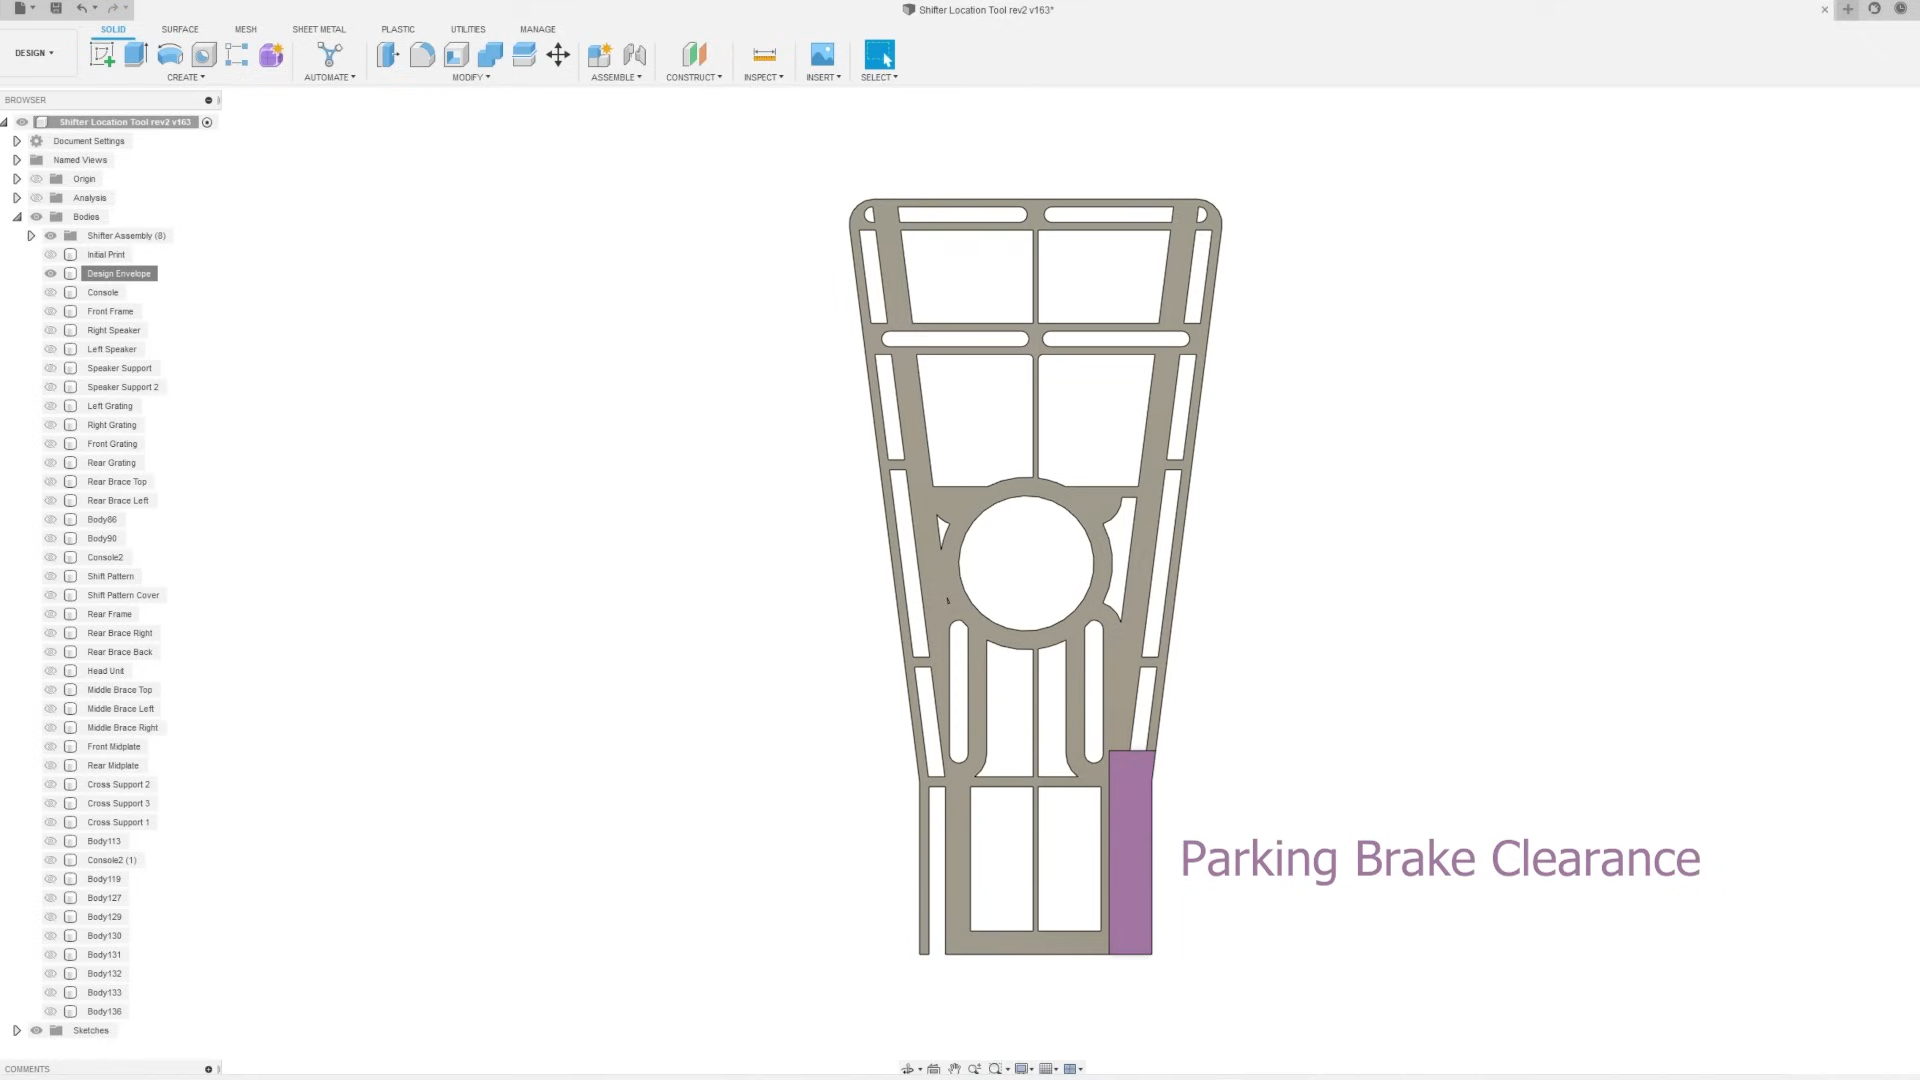 Shifter Location Tool rev2 v163*
SOLID
SURFACE
MESH
SHEET METAL
PLASTIC
UTILITIES
MANAGE
DESIGN
CREATE
AUTOMATE
MODIFY
ASSEMBLE
CONSTRUCT
INSPECT
INSERT
SELECT
BROWSER
Shifter Location Tool rev2 v163
Document Settings
Named Views
Origin
Analysis
Bodies
Shifter Assembly (8)
Initial Print
Design Envelope
Console
Front Frame
Right Speaker
Left Speaker
Speaker Support
Speaker Support 2
Left Grating
Right Grating
Front Grating
Rear Grating
Rear Brace Top
Rear Brace Left
Body86
Body90
Console2
Shift Pattern
Shift Pattern Cover
Rear Frame
Rear Brace Right
Rear Brace Back
Head Unit
Middle Brace Top
Middle Brace Left
Middle Brace Right
Front Midplate
Rear Midplate
Cross Support 2
Cross Support 3
Cross Support 1
Body113
Console2 (1)
Body119
Body127
Body129
Body130
Body131
Body132
Body133
Body136
Sketches
Parking Brake Clearance
COMMENTS